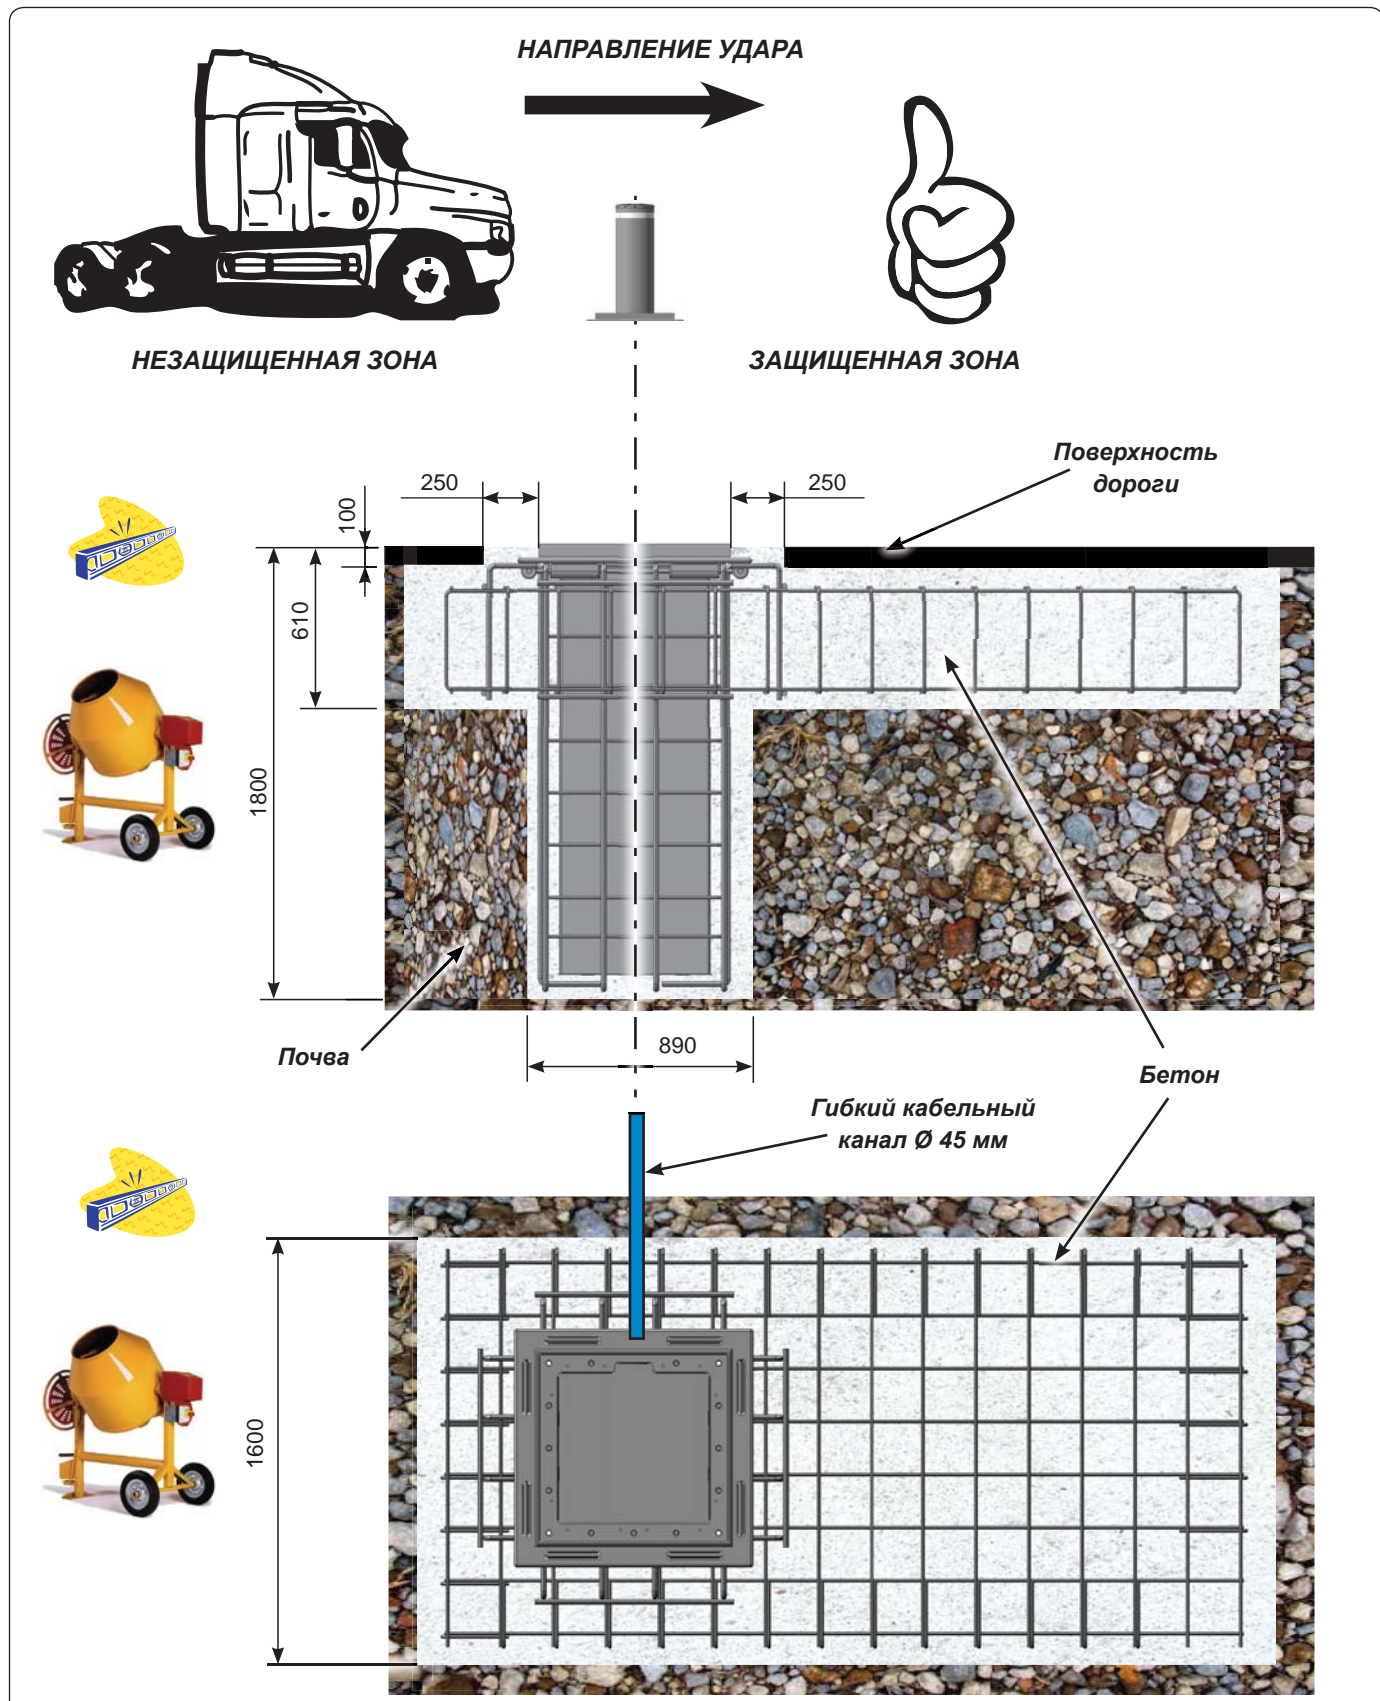 НАПРАВЛЕНИЕ УДАРА
НЕЗАЩИЩЕННАЯ ЗОНА
ЗАЩИЩЕННАЯ ЗОНА
Поверхность
дороги
250
250
100
610
1800
Почва
890
Бетон
Гибкий кабельный
канал Ø 45 мм
1600